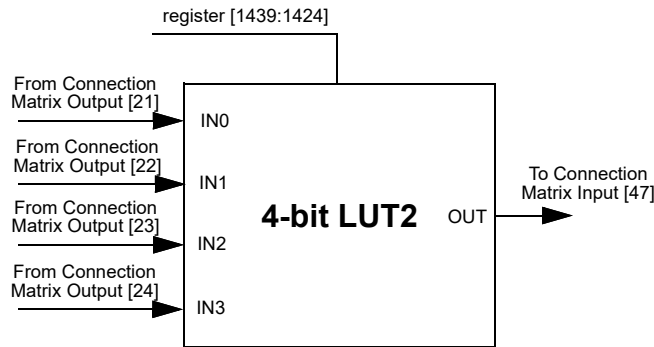 register [1439:1424]
From Connection
Matrix Output [21]
IN0
From Connection
Matrix Output [22]
IN1
From Connection
Matrix Output [23]
IN2
From Connection
Matrix Output [24]
IN3
4-bit LUT2
OUT
To Connection
Matrix Input [47]